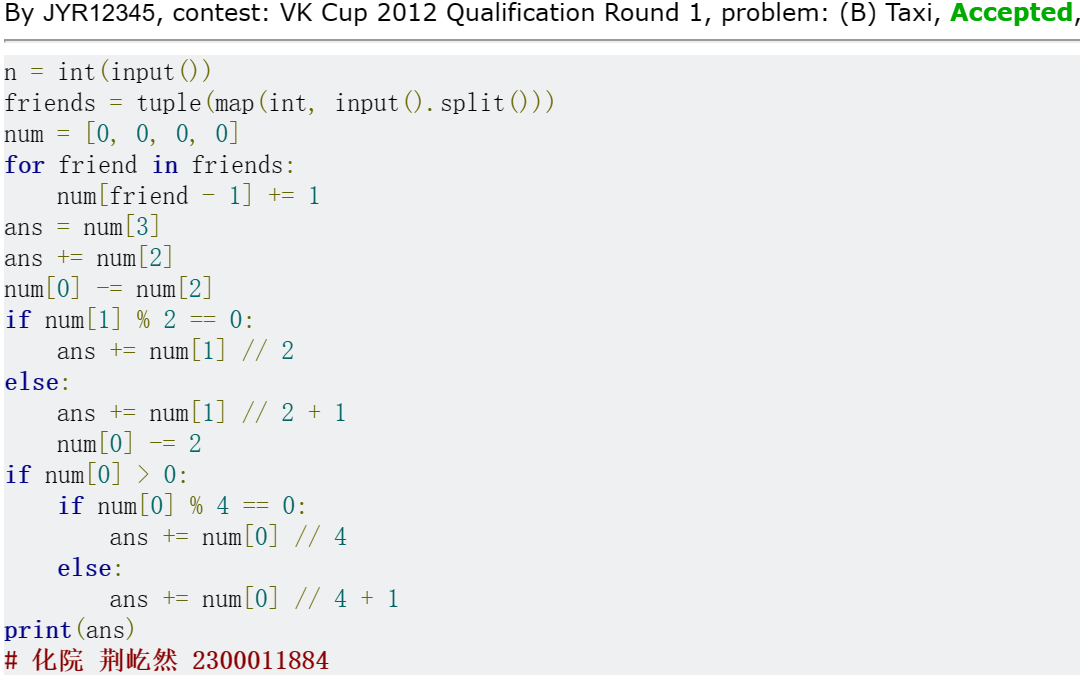 By JYR12345, contest: VK Cup 2012 Qualification Round 1, problem: (B) Taxi, Accepted,
n = int(input())
friends = tuple(map(int, input().split()))
num = [0, 0, 0, 0]
for friend in friends:
    num[friend - 1] += 1
ans = num[3]
ans += num[2]
num[0] -= num[2]
if num[1] % 2 == 0:
    ans += num[1] // 2
else:
    ans += num[1] // 2 + 1
    num[0] -= 2
if num[0] > 0:
    if num[0] % 4 == 0:
        ans += num[0] // 4
    else:
        ans += num[0] // 4 + 1
print(ans)
# 化院 荆屹然 2300011884